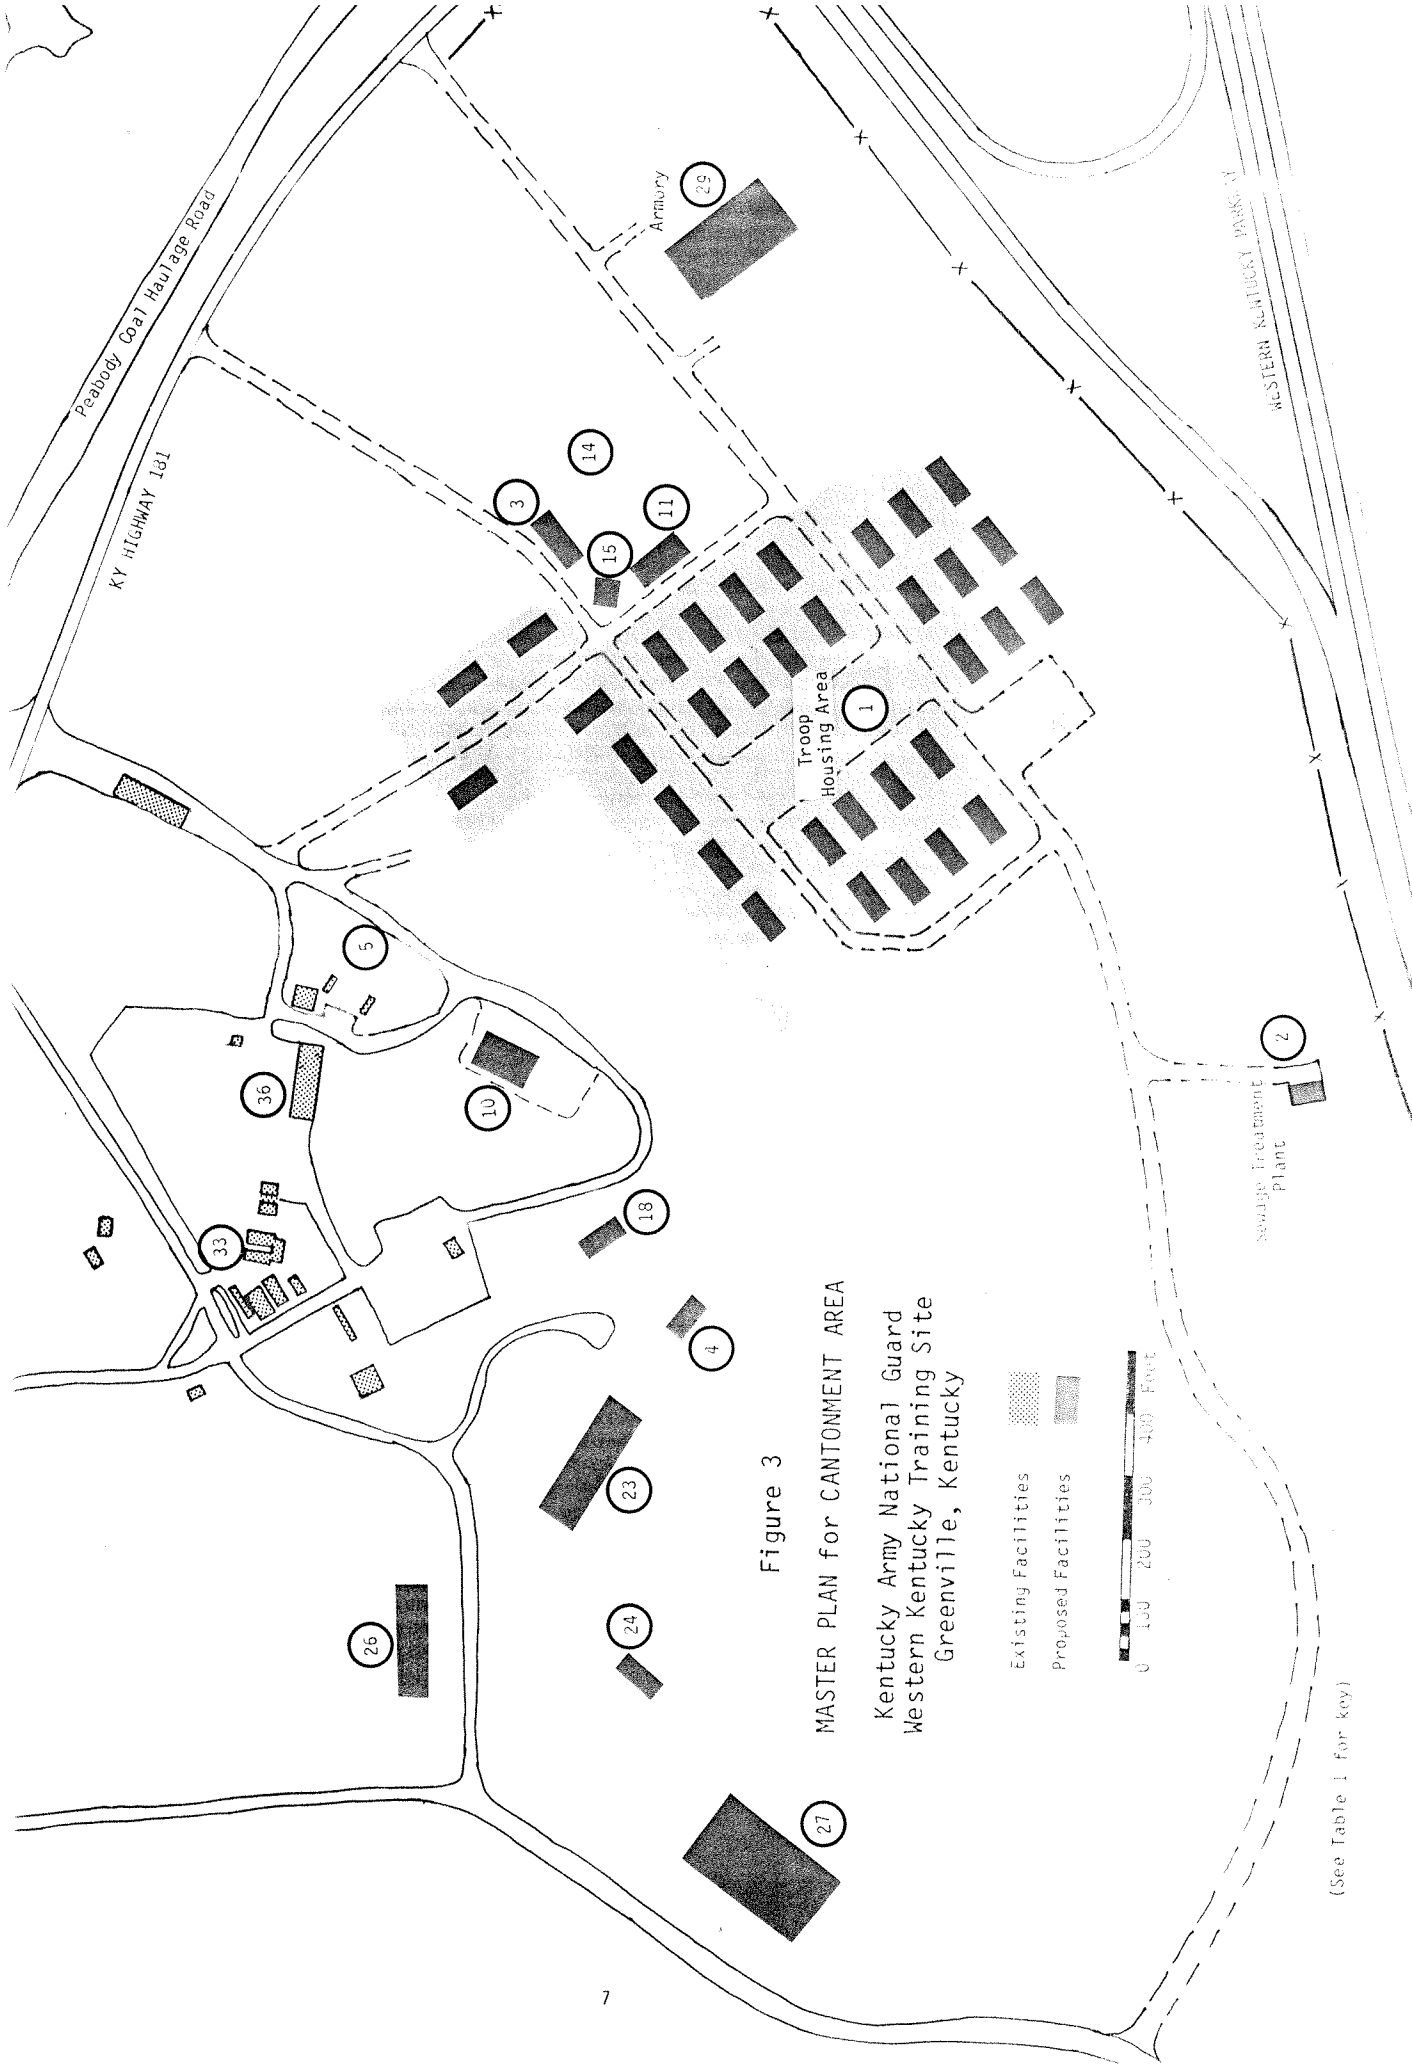 Peabody Coal Haulage Road
KY HIGHWAY 181
WESTERN KENTUCKY PARKWAY
Armory
29
14
3
11
15
Troop
Housing Area
1
5
36
10
33
18
4
2
Sewage Treatment
Plant
23
24
26
27
Figure 3
MASTER PLAN for CANTONMENT AREA
Kentucky Army National Guard
Western Kentucky Training Site
Greenville, Kentucky
Existing Facilities
Proposed Facilities
0 100 200 300 400 Feet
(See Table 1 for key)
7